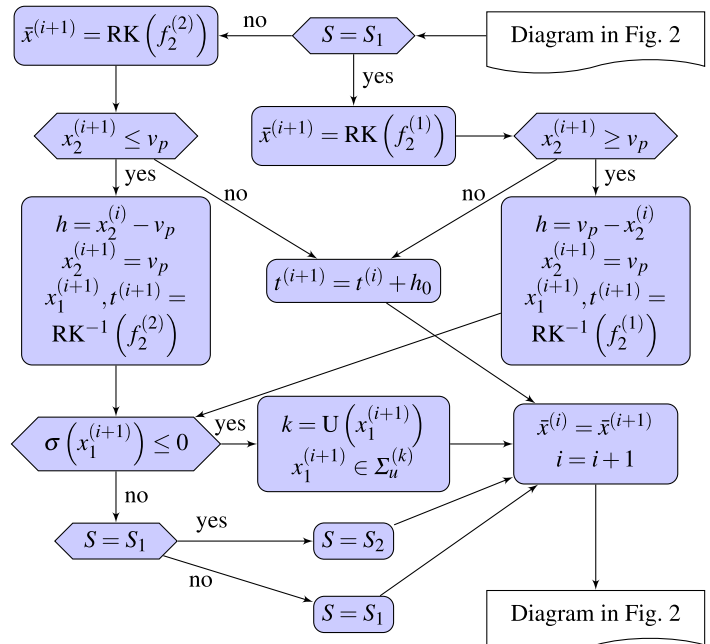 x̄^(i+1) = RK (f_2^(2))
no
S = S_1
Diagram in Fig. 2
yes
x_2^(i+1) ≤ v_p
x̄^(i+1) = RK (f_2^(1))
x_2^(i+1) ≥ v_p
yes
no
no
yes
h = x_2^(i) − v_p
x_2^(i+1) = v_p
x_1^(i+1), t^(i+1) =
RK^−1 (f_2^(2))
t^(i+1) = t^(i) + h_0
h = v_p − x_2^(i)
x_2^(i+1) = v_p
x_1^(i+1), t^(i+1) =
RK^−1 (f_2^(1))
σ (x_1^(i+1)) ≤ 0
yes
k = U (x_1^(i+1))
x_1^(i+1) ∈ Σ_u^(k)
x̄^(i) = x̄^(i+1)
i = i + 1
no
S = S_1
yes
S = S_2
no
S = S_1
Diagram in Fig. 2